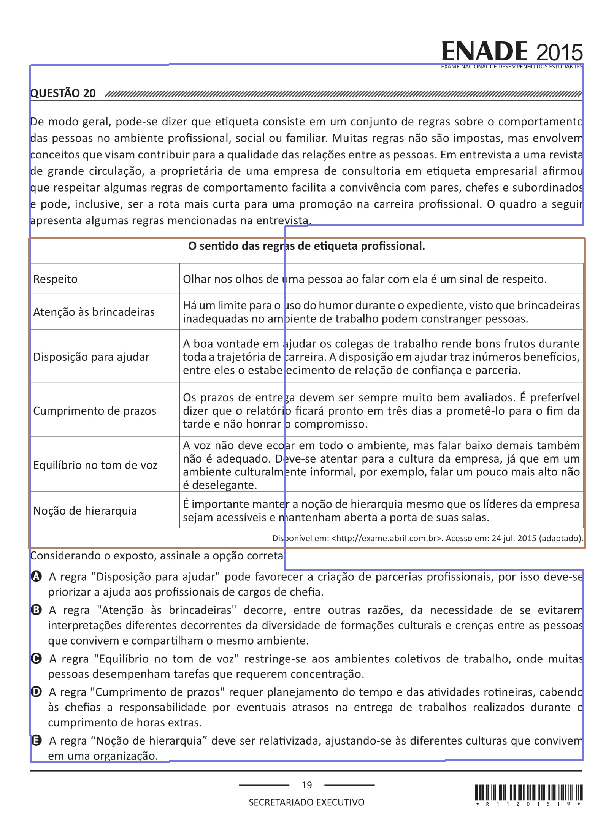 ENADE 2015
EXAME NACIONAL DE DESEMPENHO DOS ESTUDANTES
QUESTÃO 20
De modo geral, pode-se dizer que etiqueta consiste em um conjunto de regras sobre o comportamento
das pessoas no ambiente profissional, social ou familiar. Muitas regras não são impostas, mas envolvem
conceitos que visam contribuir para a qualidade das relações entre as pessoas. Em entrevista a uma revista
de grande circulação, a proprietária de uma empresa de consultoria em etiqueta empresarial afirmou
que respeitar algumas regras de comportamento facilita a convivência com pares, chefes e subordinados
e pode, inclusive, ser a rota mais curta para uma promoção na carreira profissional. O quadro a seguir
apresenta algumas regras mencionadas na entrevista.
O sentido das regras de etiqueta profissional.
Respeito
Olhar nos olhos de uma pessoa ao falar com ela é um sinal de respeito.
Atenção às brincadeiras
Há um limite para o uso do humor durante o expediente, visto que brincadeiras
inadequadas no ambiente de trabalho podem constranger pessoas.
Disposição para ajudar
A boa vontade em ajudar os colegas de trabalho rende bons frutos durante
toda a trajetória de carreira. A disposição em ajudar traz inúmeros benefícios,
entre eles o estabelecimento de relação de confiança e parceria.
Cumprimento de prazos
Os prazos de entrega devem ser sempre muito bem avaliados. É preferível
dizer que o relatório ficará pronto em três dias a prometê-lo para o fim da
tarde e não honrar o compromisso.
Equilíbrio no tom de voz
A voz não deve ecoar em todo o ambiente, mas falar baixo demais também
não é adequado. Deve-se atentar para a cultura da empresa, já que em um
ambiente culturalmente informal, por exemplo, falar um pouco mais alto não
é deselegante.
Noção de hierarquia
É importante manter a noção de hierarquia mesmo que os líderes da empresa
sejam acessíveis e mantenham aberta a porta de suas salas.
Disponível em: <http://exame.abril.com.br>. Acesso em: 24 jul. 2015 (adaptado).
Considerando o exposto, assinale a opção correta
A A regra "Disposição para ajudar" pode favorecer a criação de parcerias profissionais, por isso deve-se
priorizar a ajuda aos profissionais de cargos de chefia.
B A regra "Atenção às brincadeiras" decorre, entre outras razões, da necessidade de se evitarem
interpretações diferentes decorrentes da diversidade de formações culturais e crenças entre as pessoas
que convivem e compartilham o mesmo ambiente.
C A regra "Equilíbrio no tom de voz" restringe-se aos ambientes coletivos de trabalho, onde muitas
pessoas desempenham tarefas que requerem concentração.
D A regra "Cumprimento de prazos" requer planejamento do tempo e das atividades rotineiras, cabendo
às chefias a responsabilidade por eventuais atrasos na entrega de trabalhos realizados durante o
cumprimento de horas extras.
E A regra “Noção de hierarquia” deve ser relativizada, ajustando-se às diferentes culturas que convivem
em uma organização.
19
SECRETARIADO EXECUTIVO
*R1120151 9*